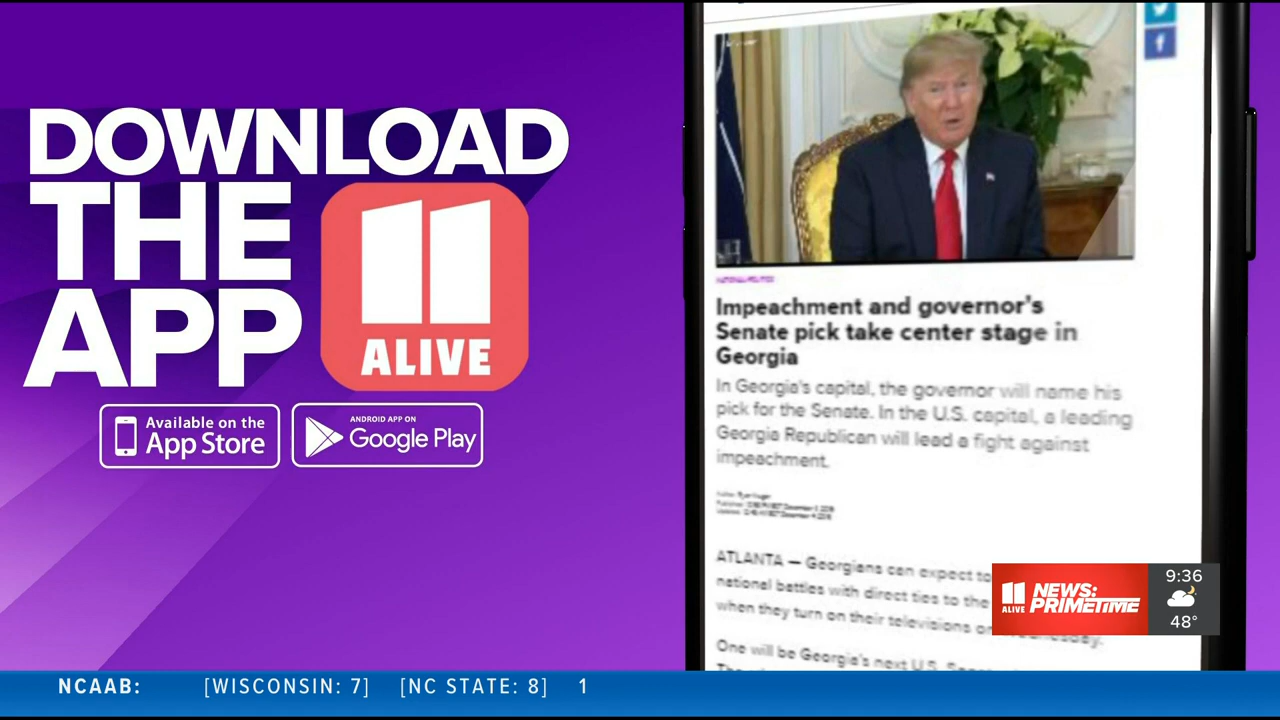 DOWNLOAD
THE
APP
11
ALIVE
Available on the
App Store
ANDROID APP ON
Google Play
Impeachment and governor's
Senate pick take center stage in
Georgia
In Georgia's capital, the governor will name his
pick for the Senate. In the U.S. capital, a leading
Georgia Republican will lead a fight against
impeachment.
ATLANTA — Georgians can expect to
national battles with direct ties to the
when they turn on their televisions
One will be Georgia's next U.S.
11
ALIVE
NEWS:
PRIMETIME
9:36
48°
NCAAB: [WISCONSIN: 7] [NC STATE: 8] 1